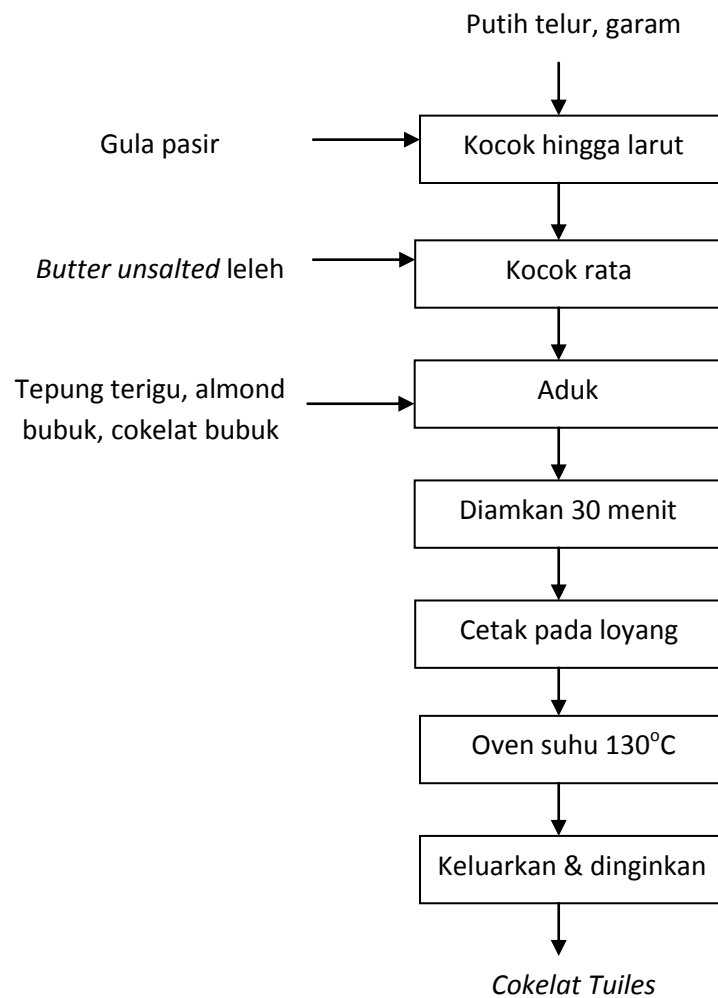 Putih telur, garam
Gula pasir
Kocok hingga larut
Butter unsalted leleh
Kocok rata
Tepung terigu, almond
bubuk, cokelat bubuk
Aduk
Diamkan 30 menit
Cetak pada loyang
Oven suhu 130°C
Keluarkan & dinginkan
Cokelat Tuiles